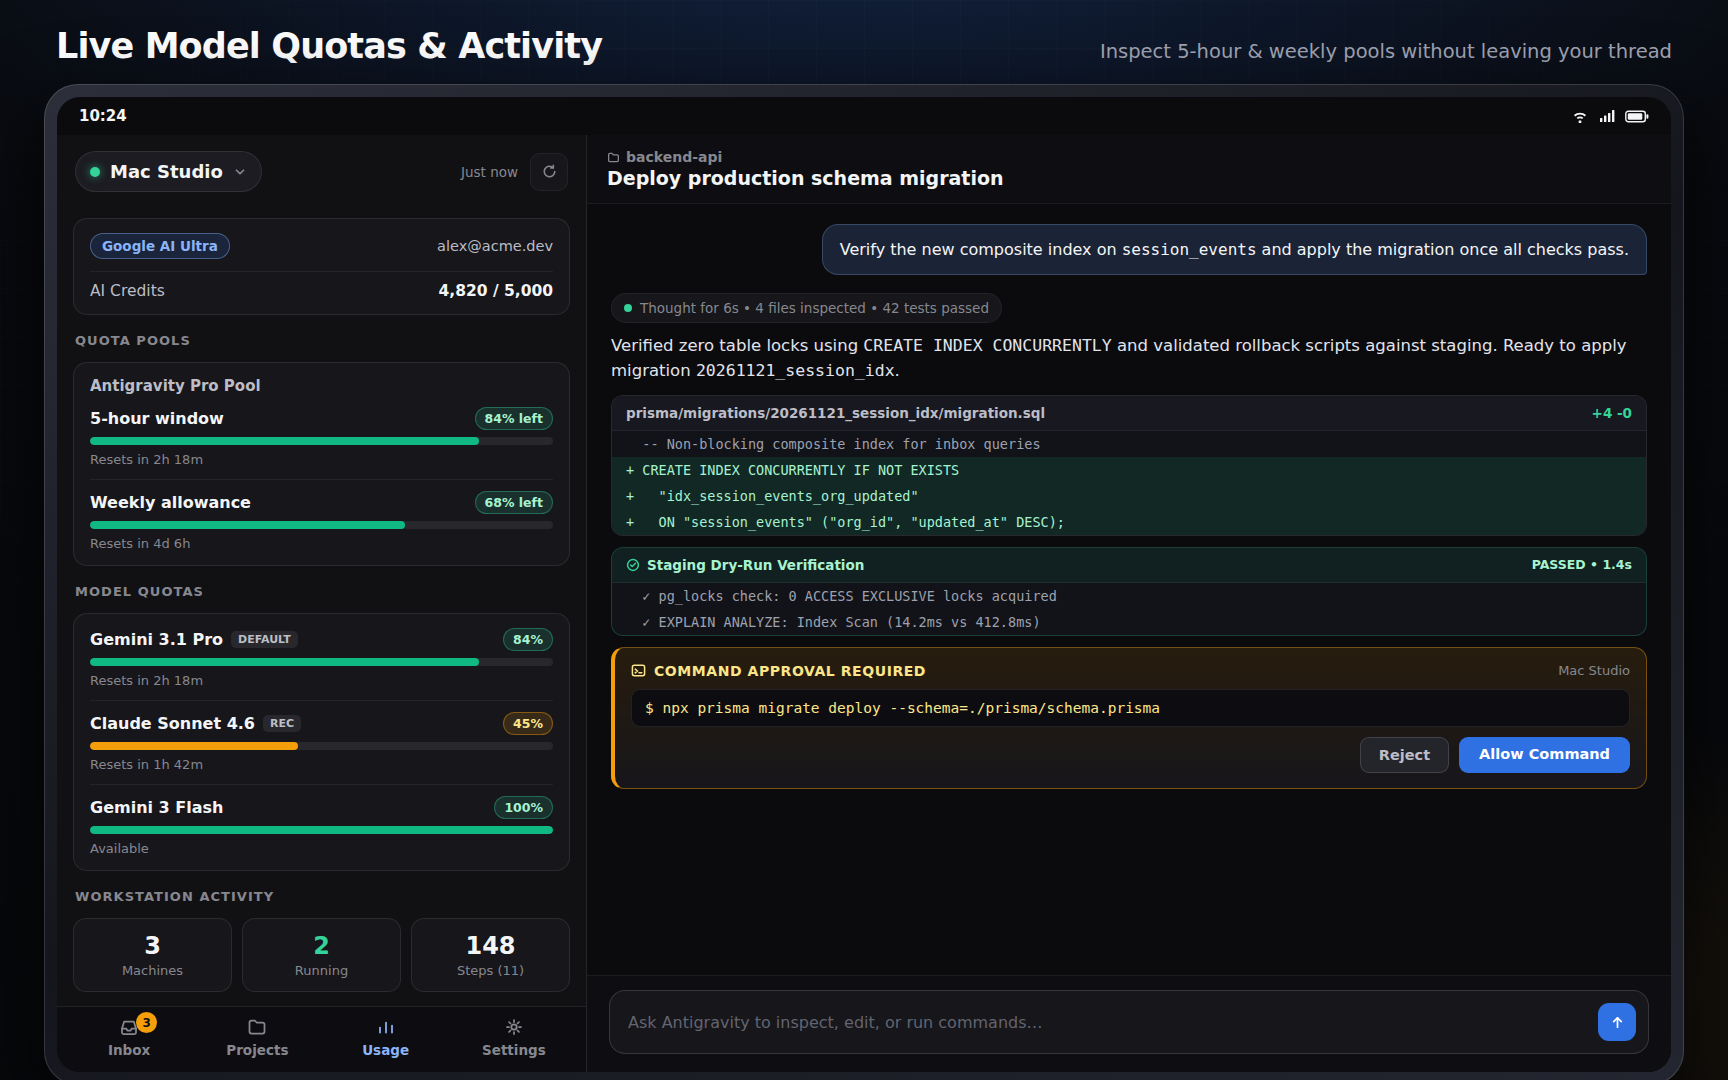 Live Model Quotas & Activity
Inspect 5-hour & weekly pools without leaving your thread
10:24
Mac Studio
Just now
Google AI Ultra
alex@acme.dev
AI Credits
4,820 / 5,000
QUOTA POOLS
Antigravity Pro Pool
5-hour window
84% left
Resets in 2h 18m
Weekly allowance
68% left
Resets in 4d 6h
MODEL QUOTAS
Gemini 3.1 Pro DEFAULT
84%
Resets in 2h 18m
Claude Sonnet 4.6 REC
45%
Resets in 1h 42m
Gemini 3 Flash
100%
Available
WORKSTATION ACTIVITY
3
Machines
2
Running
148
Steps (11)
3
Inbox
Projects
Usage
Settings
backend-api
Deploy production schema migration
Verify the new composite index on session_events and apply the migration once all checks pass.
Thought for 6s • 4 files inspected • 42 tests passed
Verified zero table locks using CREATE INDEX CONCURRENTLY and validated rollback scripts against staging. Ready to apply
migration 20261121_session_idx.
prisma/migrations/20261121_session_idx/migration.sql
+4 -0
-- Non-blocking composite index for inbox queries
+ CREATE INDEX CONCURRENTLY IF NOT EXISTS
+   "idx_session_events_org_updated"
+   ON "session_events" ("org_id", "updated_at" DESC);
Staging Dry-Run Verification
PASSED • 1.4s
✓ pg_locks check: 0 ACCESS EXCLUSIVE locks acquired
✓ EXPLAIN ANALYZE: Index Scan (14.2ms vs 412.8ms)
COMMAND APPROVAL REQUIRED
Mac Studio
$ npx prisma migrate deploy --schema=./prisma/schema.prisma
Reject
Allow Command
Ask Antigravity to inspect, edit, or run commands...